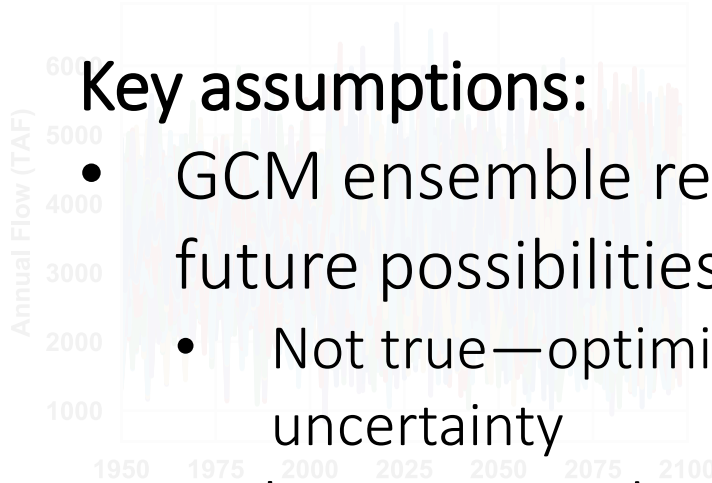 Key assumptions:
• GCM ensemble re
future possibilities
• Not true—optimi
uncertainty
Annual Flow (TAF)
6000
5000
4000
3000
2000
1000
1950 1975 2000 2025 2050 2075 2100